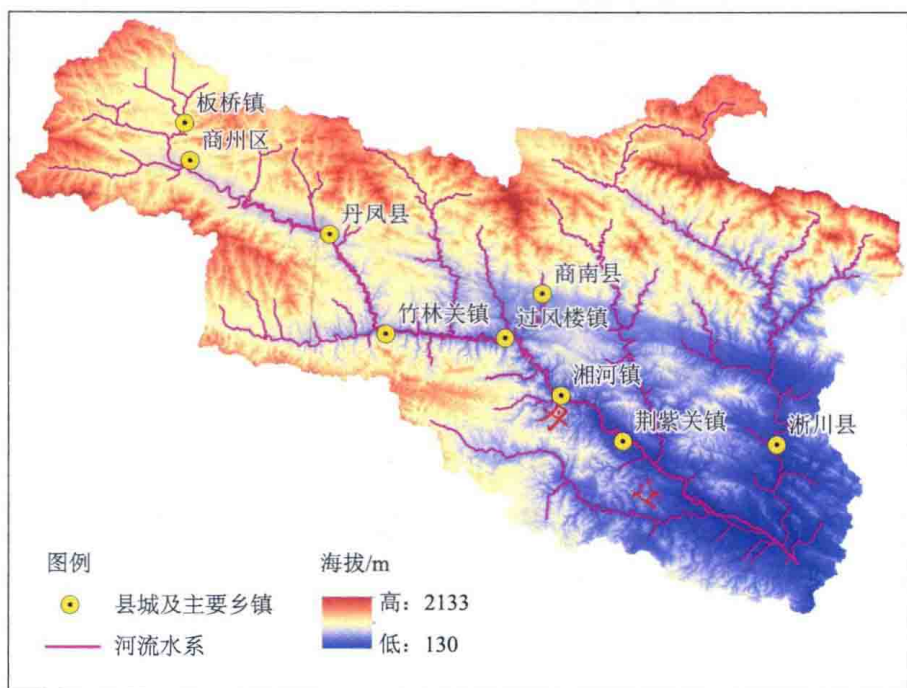 板桥镇
商州区
丹凤县
商南县
竹林关镇
过风楼镇
湘河镇
丹
荆紫关镇
淅川县
江
图例
海拔/m
县城及主要乡镇
高：2133
河流水系
低：130